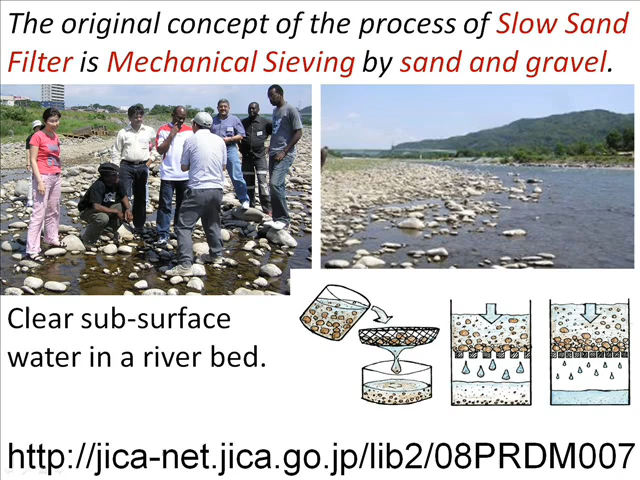 The original concept of the process of Slow Sand
Filter is Mechanical Sieving by sand and gravel.
Clear sub-surface
water in a river bed.
http://jica-net.jica.go.jp/lib2/08PRDM007